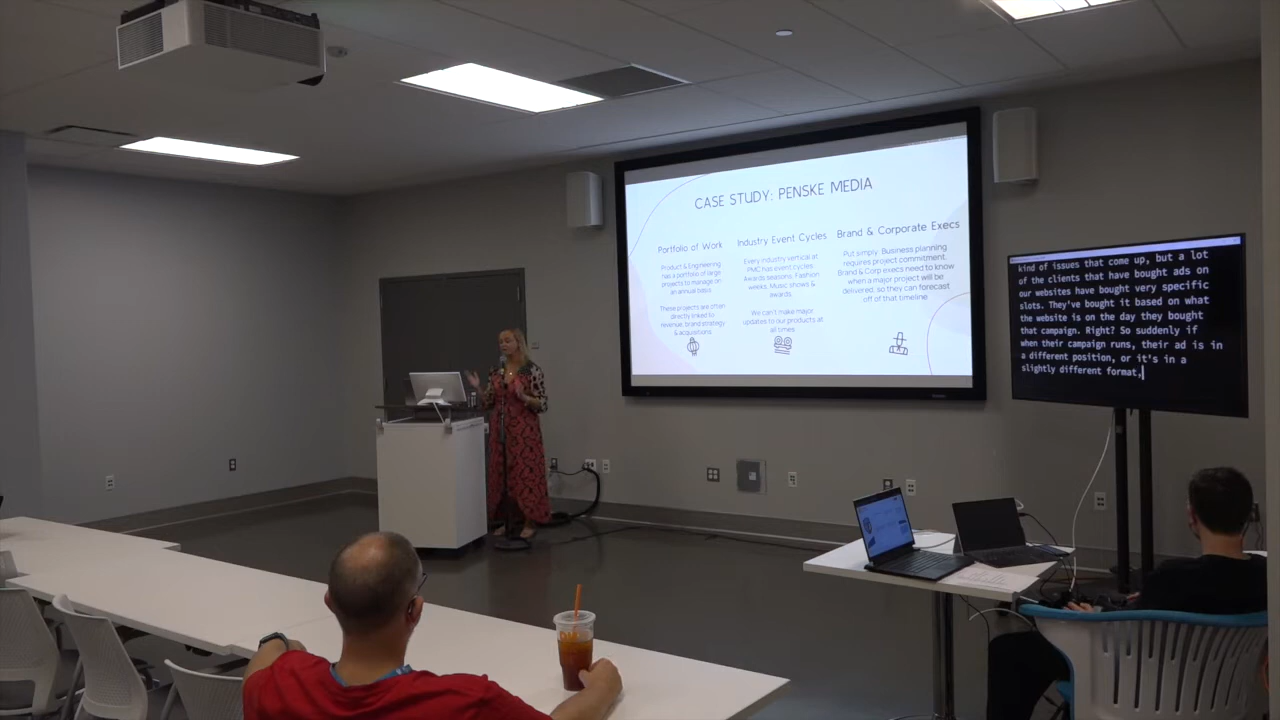 CASE STUDY: PENSKE MEDIA
Portfolio of Work
Product & Engineering
has a portfolio of large
projects to manage on
an annual basis.
These projects are often
directly linked to
revenue, brand strategy
& acquisitions
Industry Event Cycles
Every industry vertical at
PMC has event cycles.
Awards seasons, Fashion
weeks, Music shows &
awards.
We can't make major
updates to our products at
all times
Brand & Corporate Execs
Put simply: Business planning
requires project commitment.
Brand & Corp execs need to know
when a major project will be
delivered, so they can forecast
off of that timeline
kind of issues that come up, but a lot
of the clients that have bought ads on
our websites have bought very specific
slots. They've bought it based on what
the website is on the day they bought
that campaign. Right? So suddenly if
when their campaign runs, their ad is in
a different position, or it's in a
slightly different format,